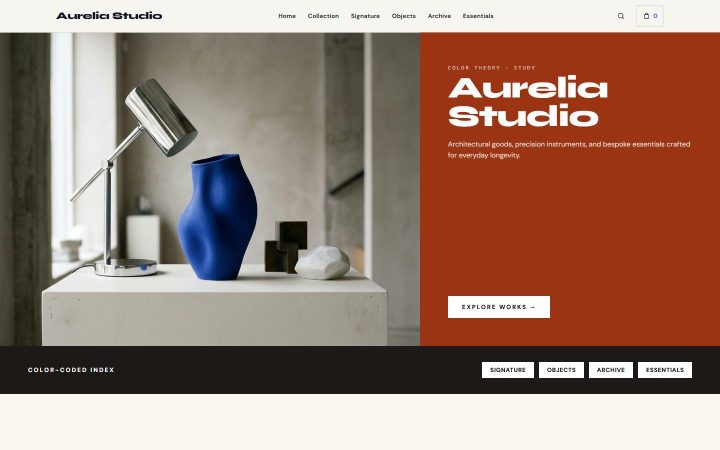 Aurelia Studio
Home Collection Signature Objects Archive Essentials
0
COLOR THEORY · STUDY
Aurelia
Studio
Architectural goods, precision instruments, and bespoke essentials crafted
for everyday longevity.
EXPLORE WORKS →
COLOR-CODED INDEX
SIGNATURE OBJECTS ARCHIVE ESSENTIALS